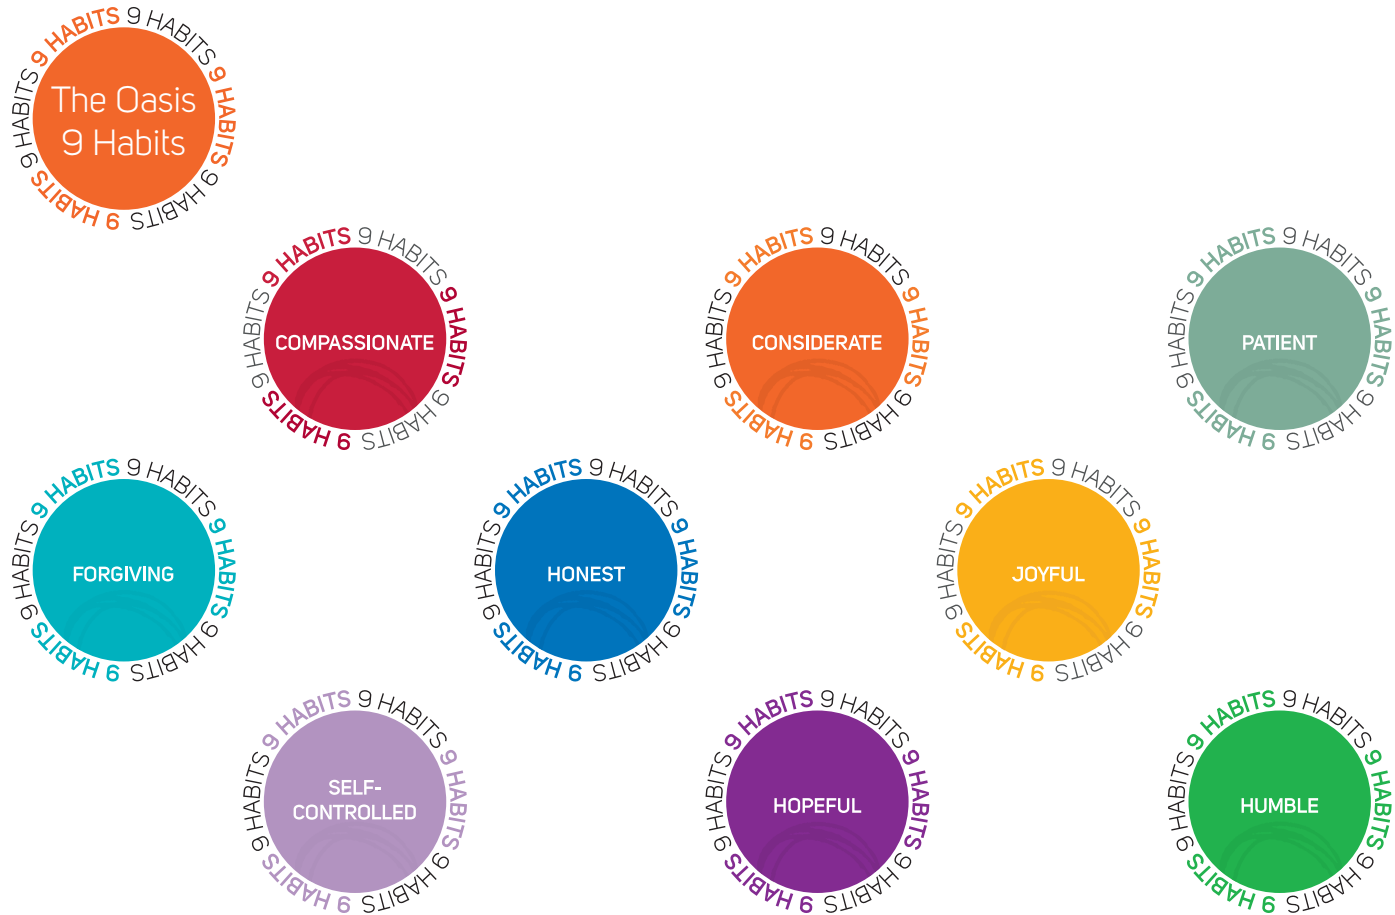 9 HABITS 9 HABITS 9 HABITS 9 HABITS 9 HABITS 9 HABITS
The Oasis
9 Habits
9 HABITS 9 HABITS 9 HABITS 9 HABITS 9 HABITS 9 HABITS
COMPASSIONATE
9 HABITS 9 HABITS 9 HABITS 9 HABITS 9 HABITS 9 HABITS
CONSIDERATE
9 HABITS 9 HABITS 9 HABITS 9 HABITS 9 HABITS 9 HABITS
PATIENT
9 HABITS 9 HABITS 9 HABITS 9 HABITS 9 HABITS 9 HABITS
FORGIVING
9 HABITS 9 HABITS 9 HABITS 9 HABITS 9 HABITS 9 HABITS
HONEST
9 HABITS 9 HABITS 9 HABITS 9 HABITS 9 HABITS 9 HABITS
JOYFUL
9 HABITS 9 HABITS 9 HABITS 9 HABITS 9 HABITS 9 HABITS
SELF-
CONTROLLED
9 HABITS 9 HABITS 9 HABITS 9 HABITS 9 HABITS 9 HABITS
HOPEFUL
9 HABITS 9 HABITS 9 HABITS 9 HABITS 9 HABITS 9 HABITS
HUMBLE